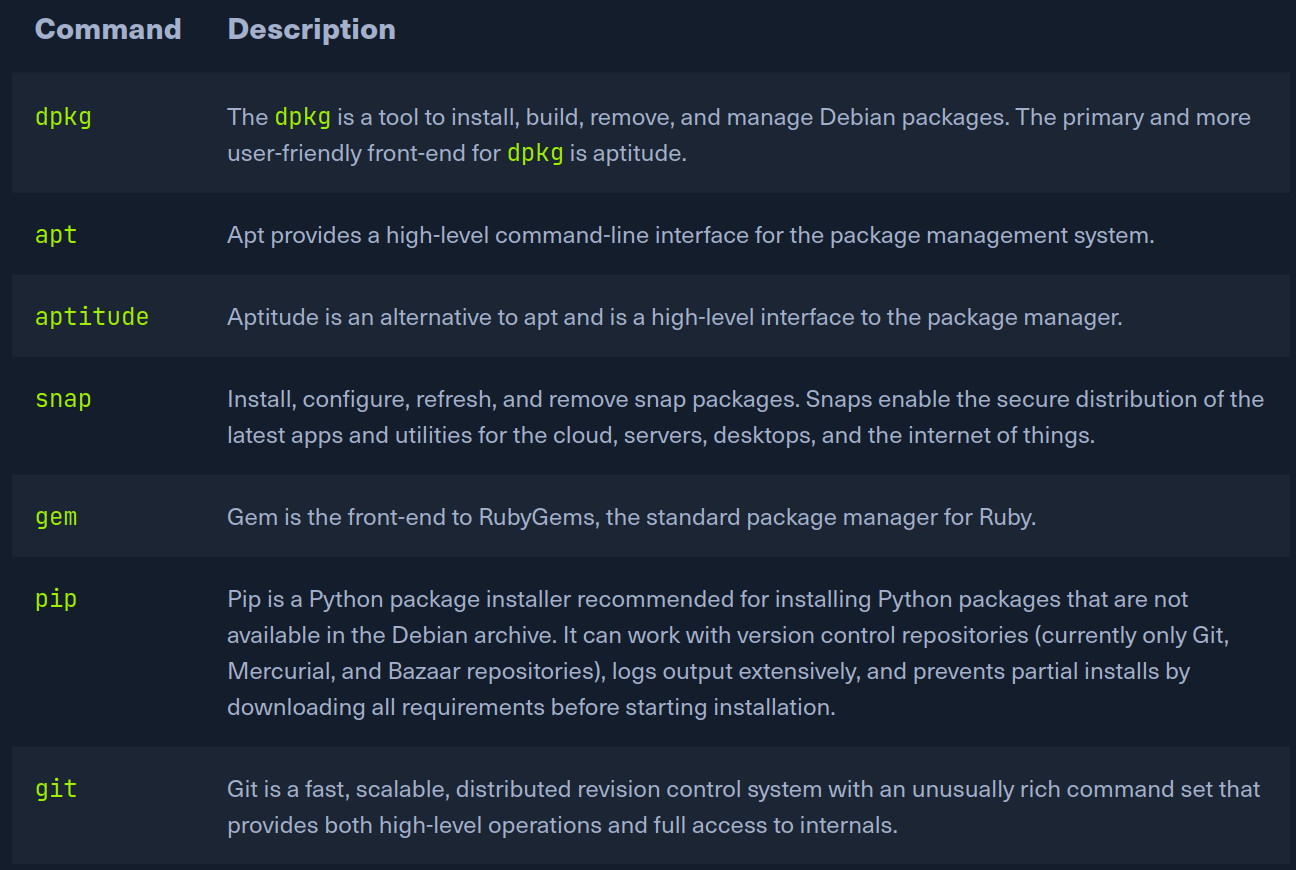 Command Description
dpkg The dpkg is a tool to install, build, remove, and manage Debian packages. The primary and more
user-friendly front-end for dpkg is aptitude.
apt Apt provides a high-level command-line interface for the package management system.
aptitude Aptitude is an alternative to apt and is a high-level interface to the package manager.
snap Install, configure, refresh, and remove snap packages. Snaps enable the secure distribution of the
latest apps and utilities for the cloud, servers, desktops, and the internet of things.
gem Gem is the front-end to RubyGems, the standard package manager for Ruby.
pip Pip is a Python package installer recommended for installing Python packages that are not
available in the Debian archive. It can work with version control repositories (currently only Git,
Mercurial, and Bazaar repositories), logs output extensively, and prevents partial installs by
downloading all requirements before starting installation.
git Git is a fast, scalable, distributed revision control system with an unusually rich command set that
provides both high-level operations and full access to internals.